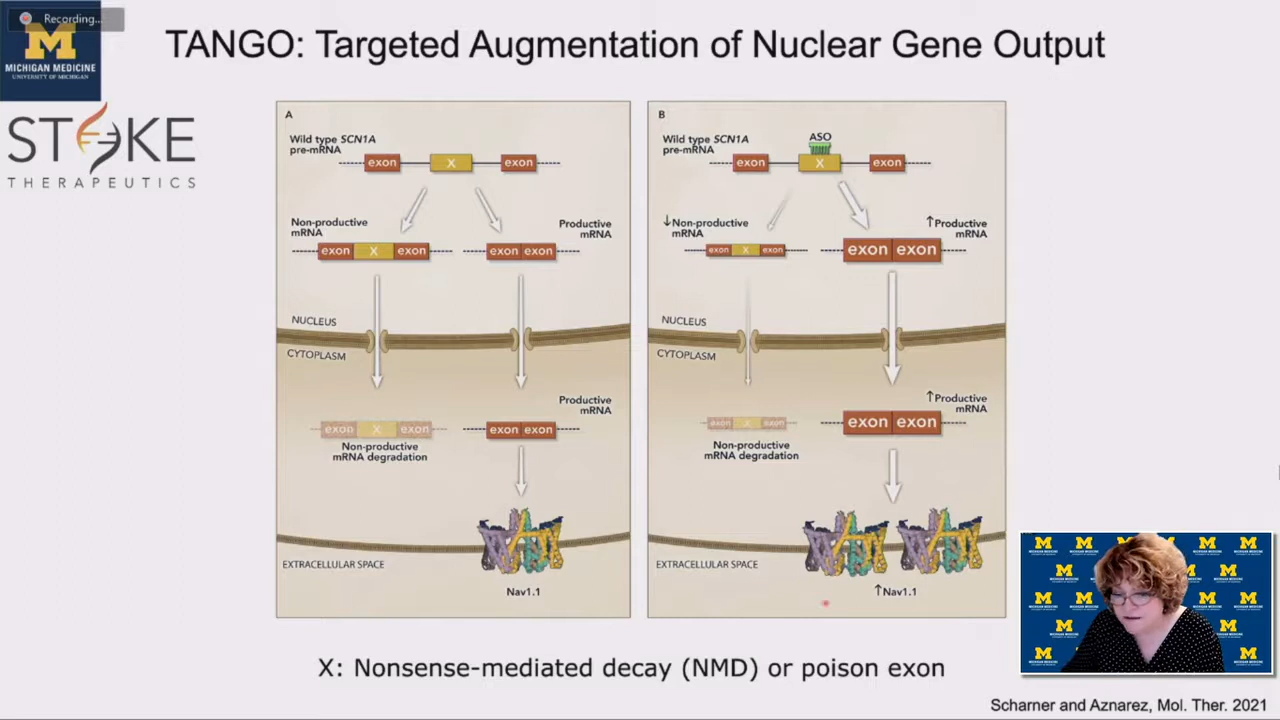 Recording...
M
MICHIGAN MEDICINE
UNIVERSITY OF MICHIGAN
TANGO: Targeted Augmentation of Nuclear Gene Output
STOKE
THERAPEUTICS
A
Wild type SCN1A
pre-mRNA
exon X exon
Non-productive
mRNA
Productive
mRNA
exon X exon
exon exon
NUCLEUS
CYTOPLASM
Productive
mRNA
exon X exon
exon exon
Non-productive
mRNA degradation
EXTRACELLULAR SPACE
Nav1.1
B
ASO
Wild type SCN1A
pre-mRNA
exon X exon
↓Non-productive
mRNA
↑Productive
mRNA
exon X exon
exon exon
NUCLEUS
CYTOPLASM
↑Productive
mRNA
exon X exon
exon exon
Non-productive
mRNA degradation
EXTRACELLULAR SPACE
↑Nav1.1
X: Nonsense-mediated decay (NMD) or poison exon
Scharner and Aznarez, Mol. Ther. 2021